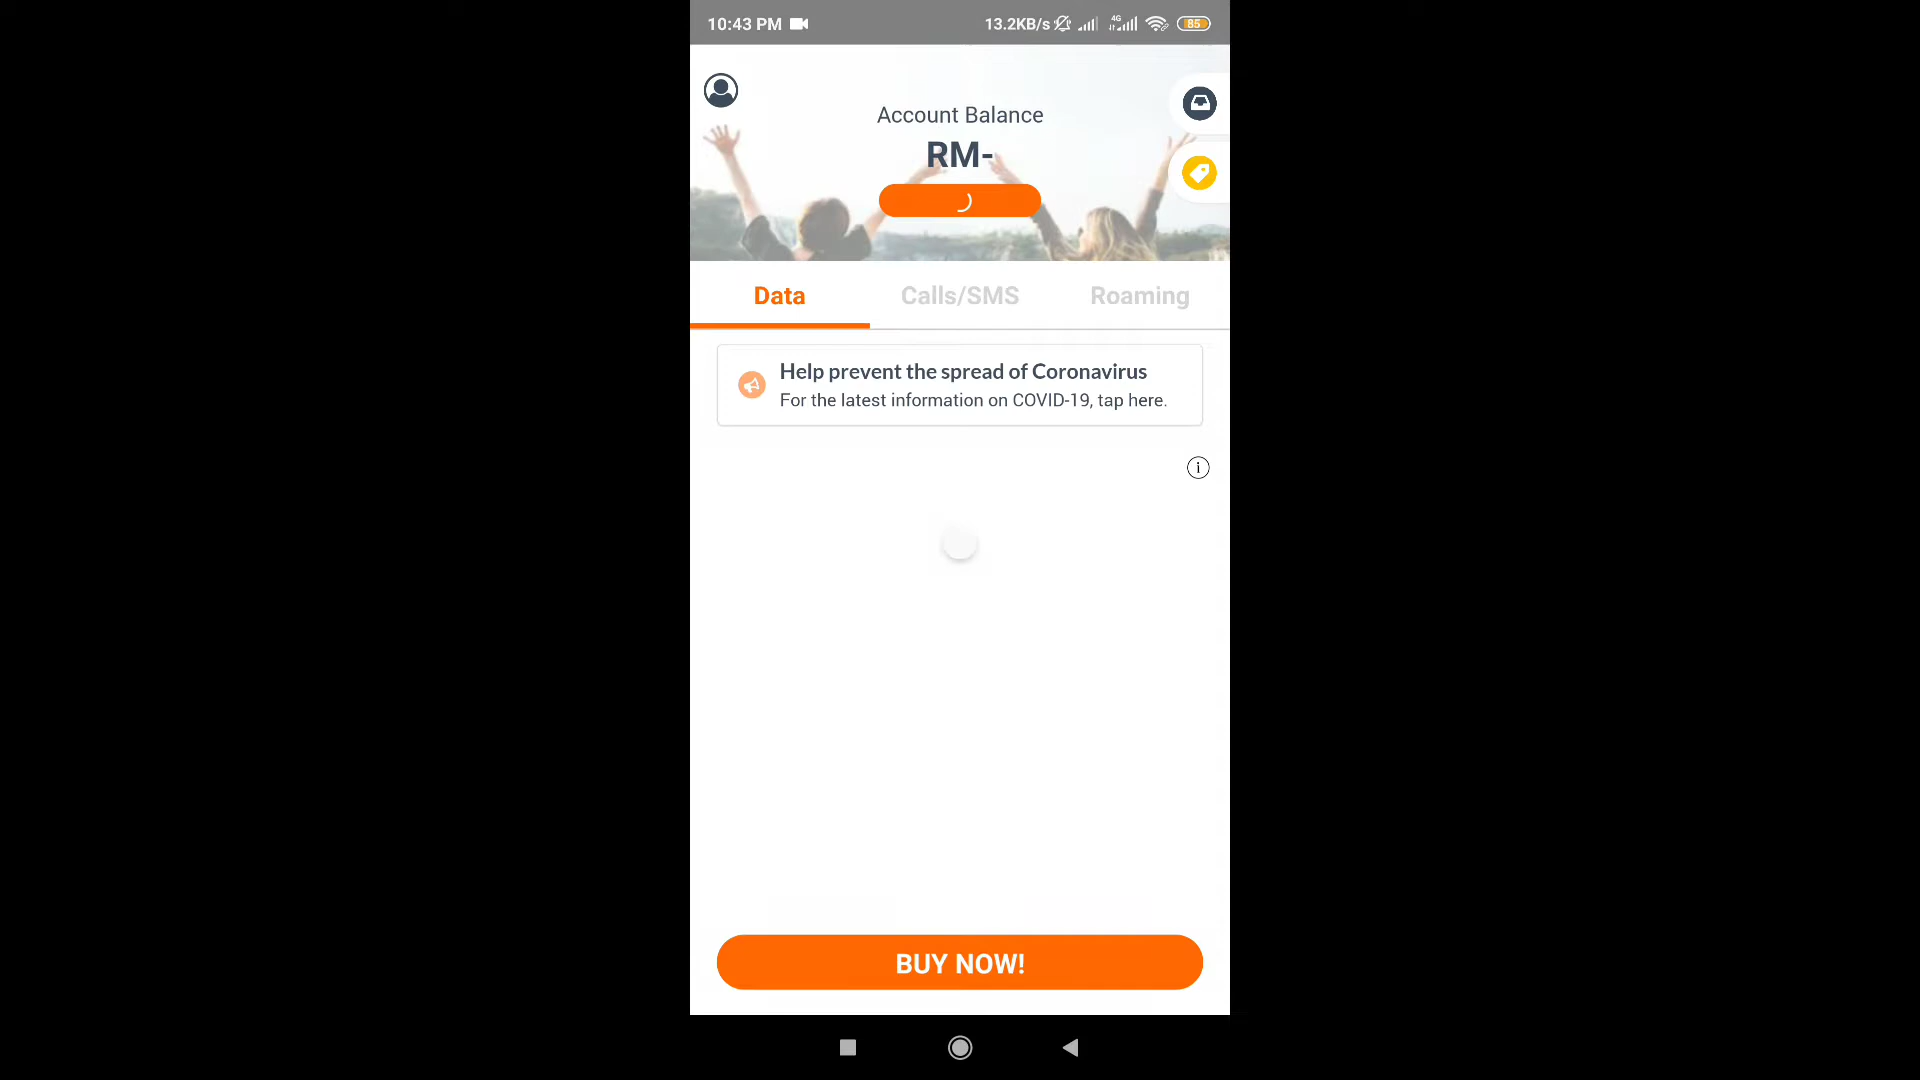 10:43 PM 13.2KB/s 4G 85
Account Balance
RM-
Data Calls/SMS Roaming
Help prevent the spread of Coronavirus
For the latest information on COVID-19, tap here.
i
BUY NOW!